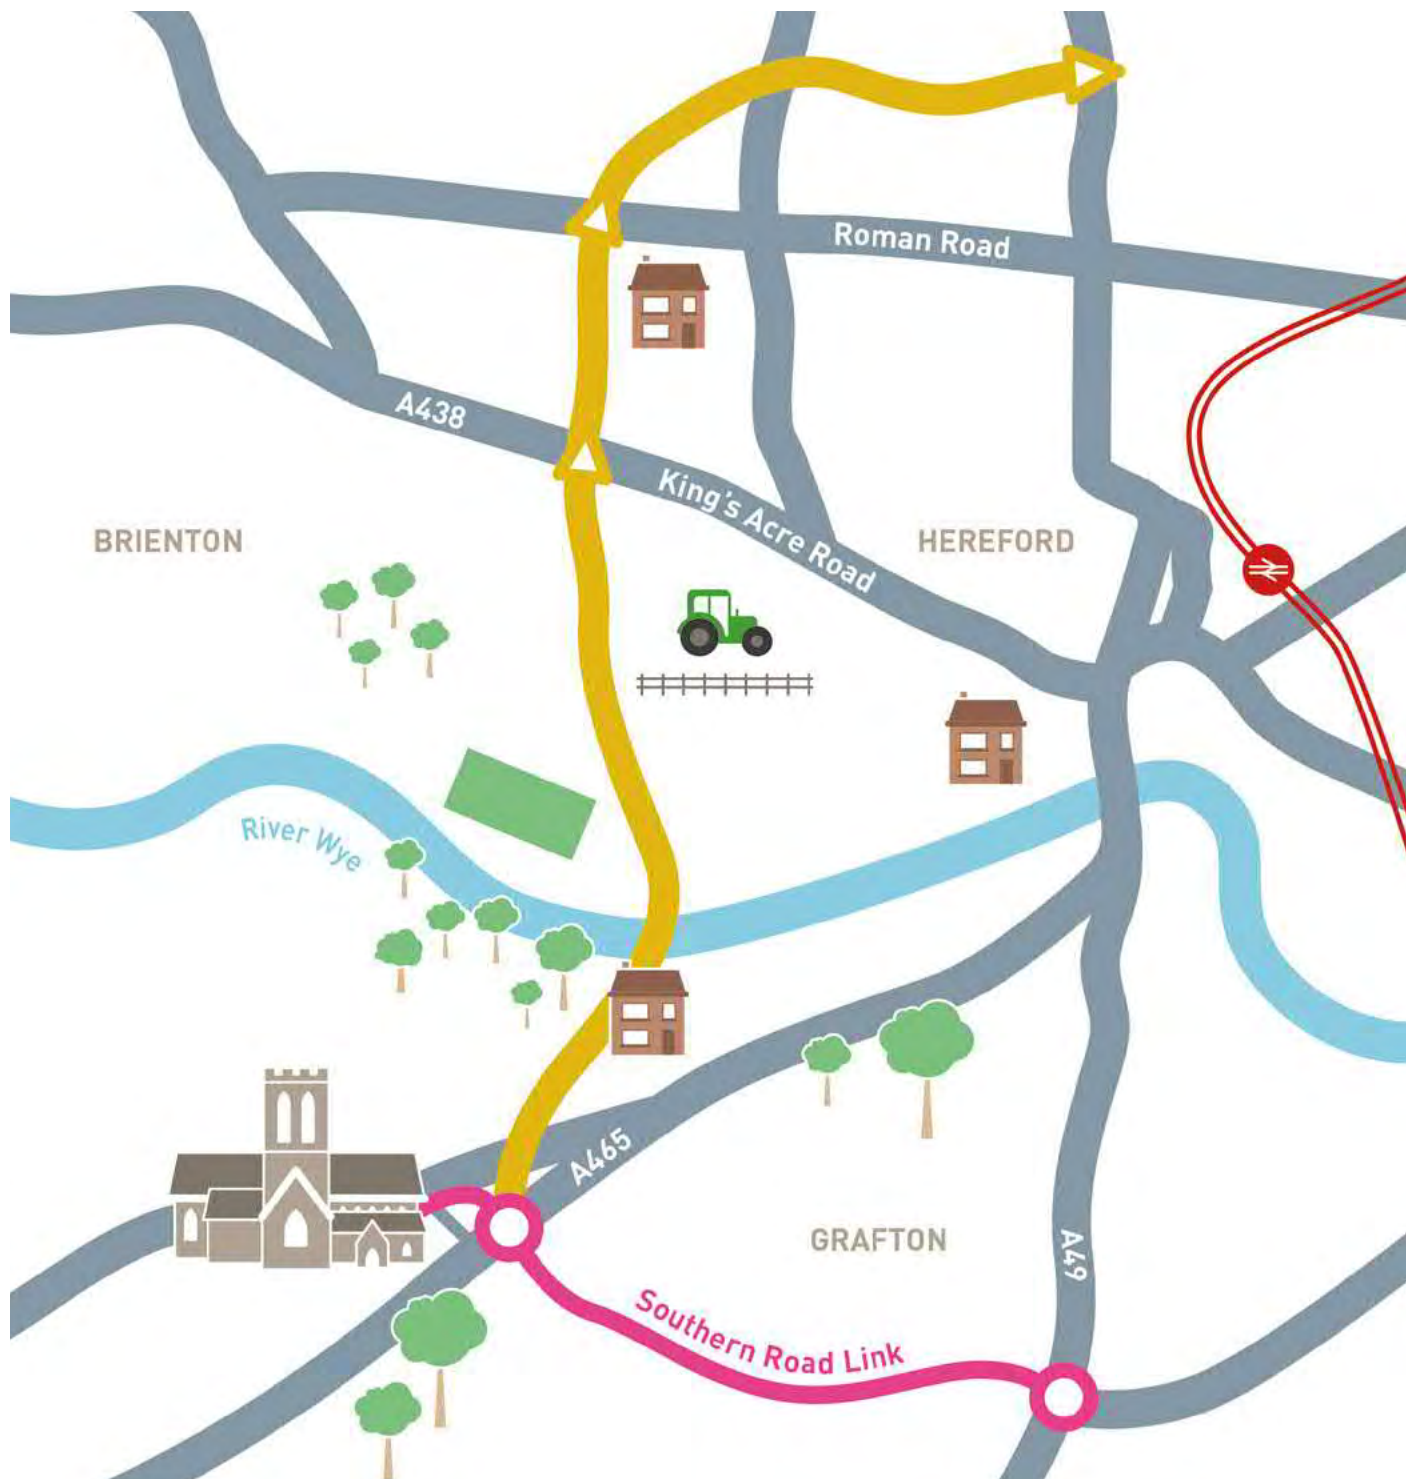 Roman Road
A438
King's Acre Road
BRIENTON
HEREFORD
River Wye
A465
GRAFTON
A49
Southern Road Link